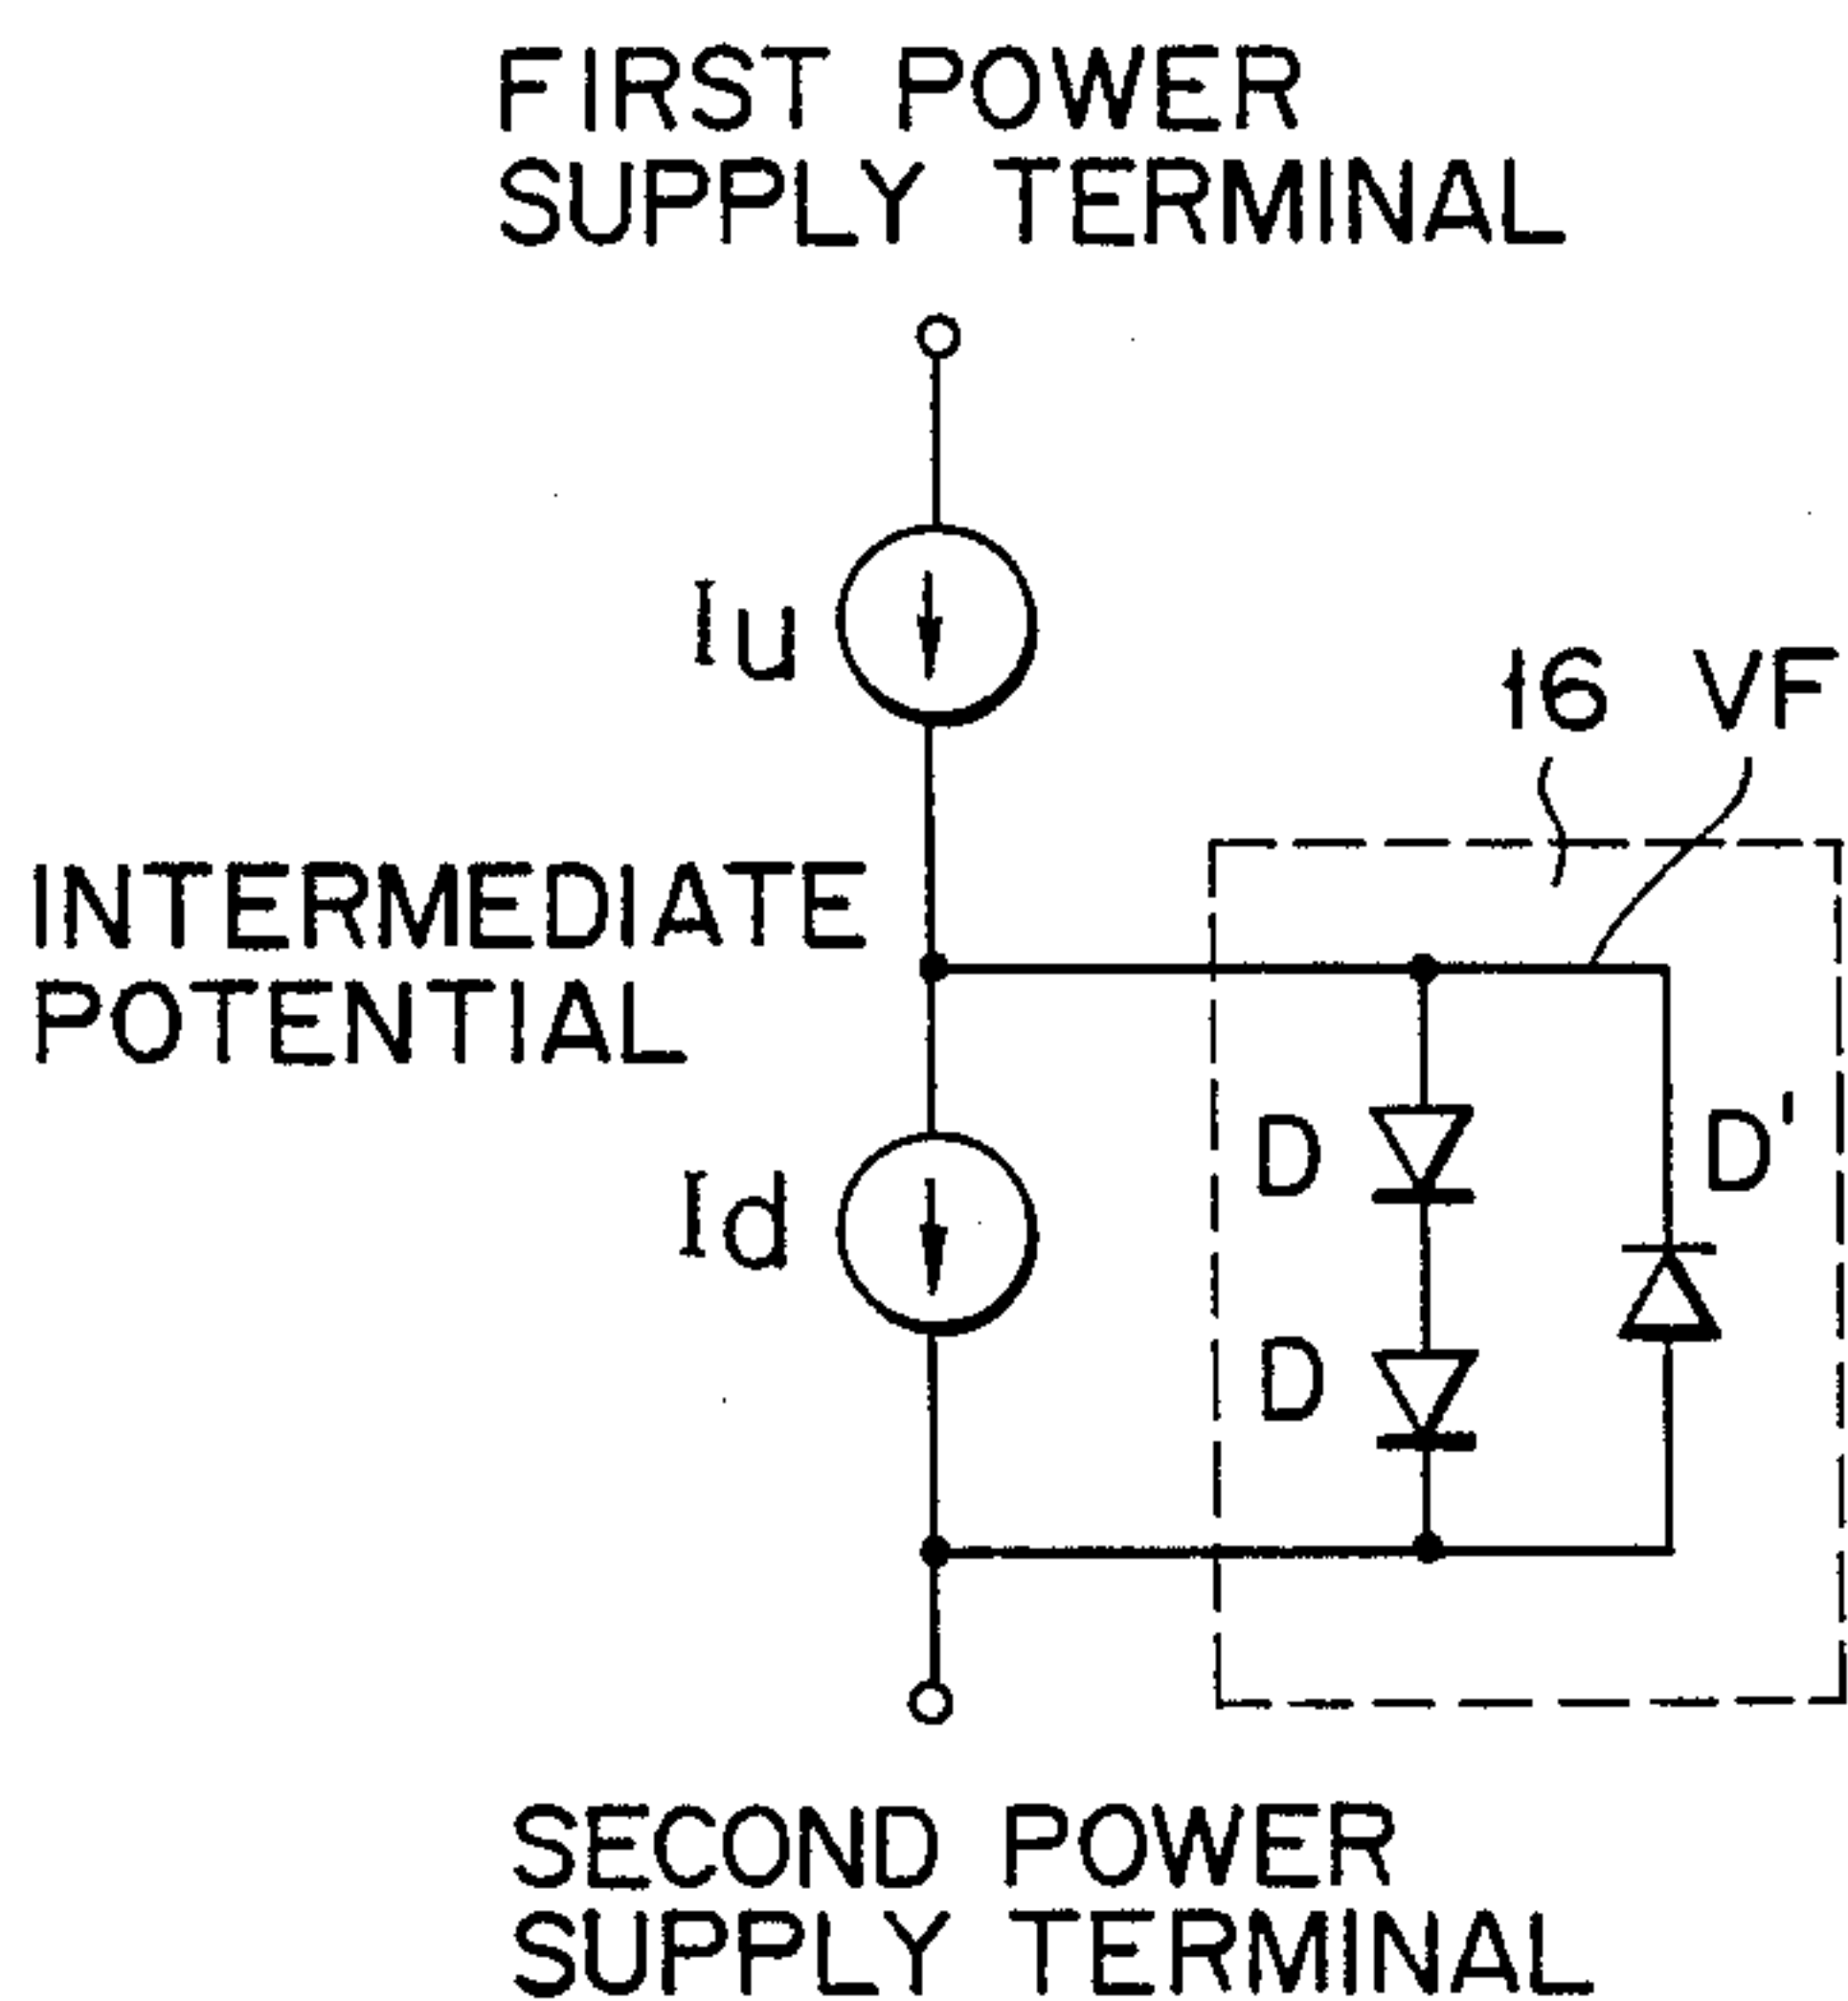 FIRST POWER
SUPPLY TERMINAL
Iu
16 VF
INTERMEDIATE
POTENTIAL
D D'
Id
D
SECOND POWER
SUPPLY TERMINAL